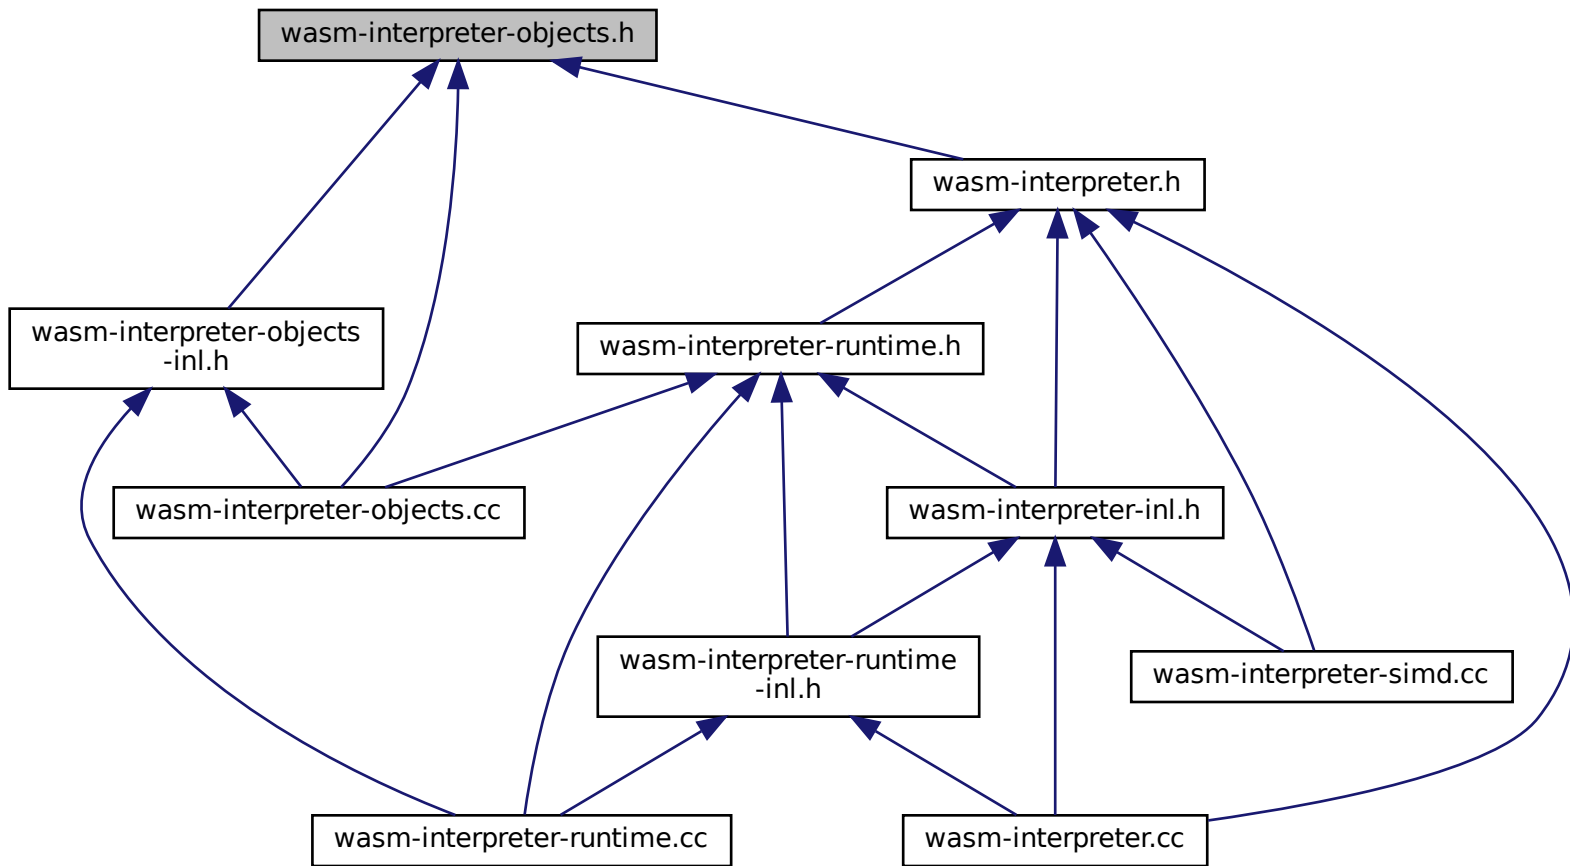 wasm-interpreter-objects.h
wasm-interpreter.h
wasm-interpreter-objects
-inl.h
wasm-interpreter-runtime.h
wasm-interpreter-objects.cc
wasm-interpreter-inl.h
wasm-interpreter-runtime
-inl.h
wasm-interpreter-simd.cc
wasm-interpreter-runtime.cc
wasm-interpreter.cc